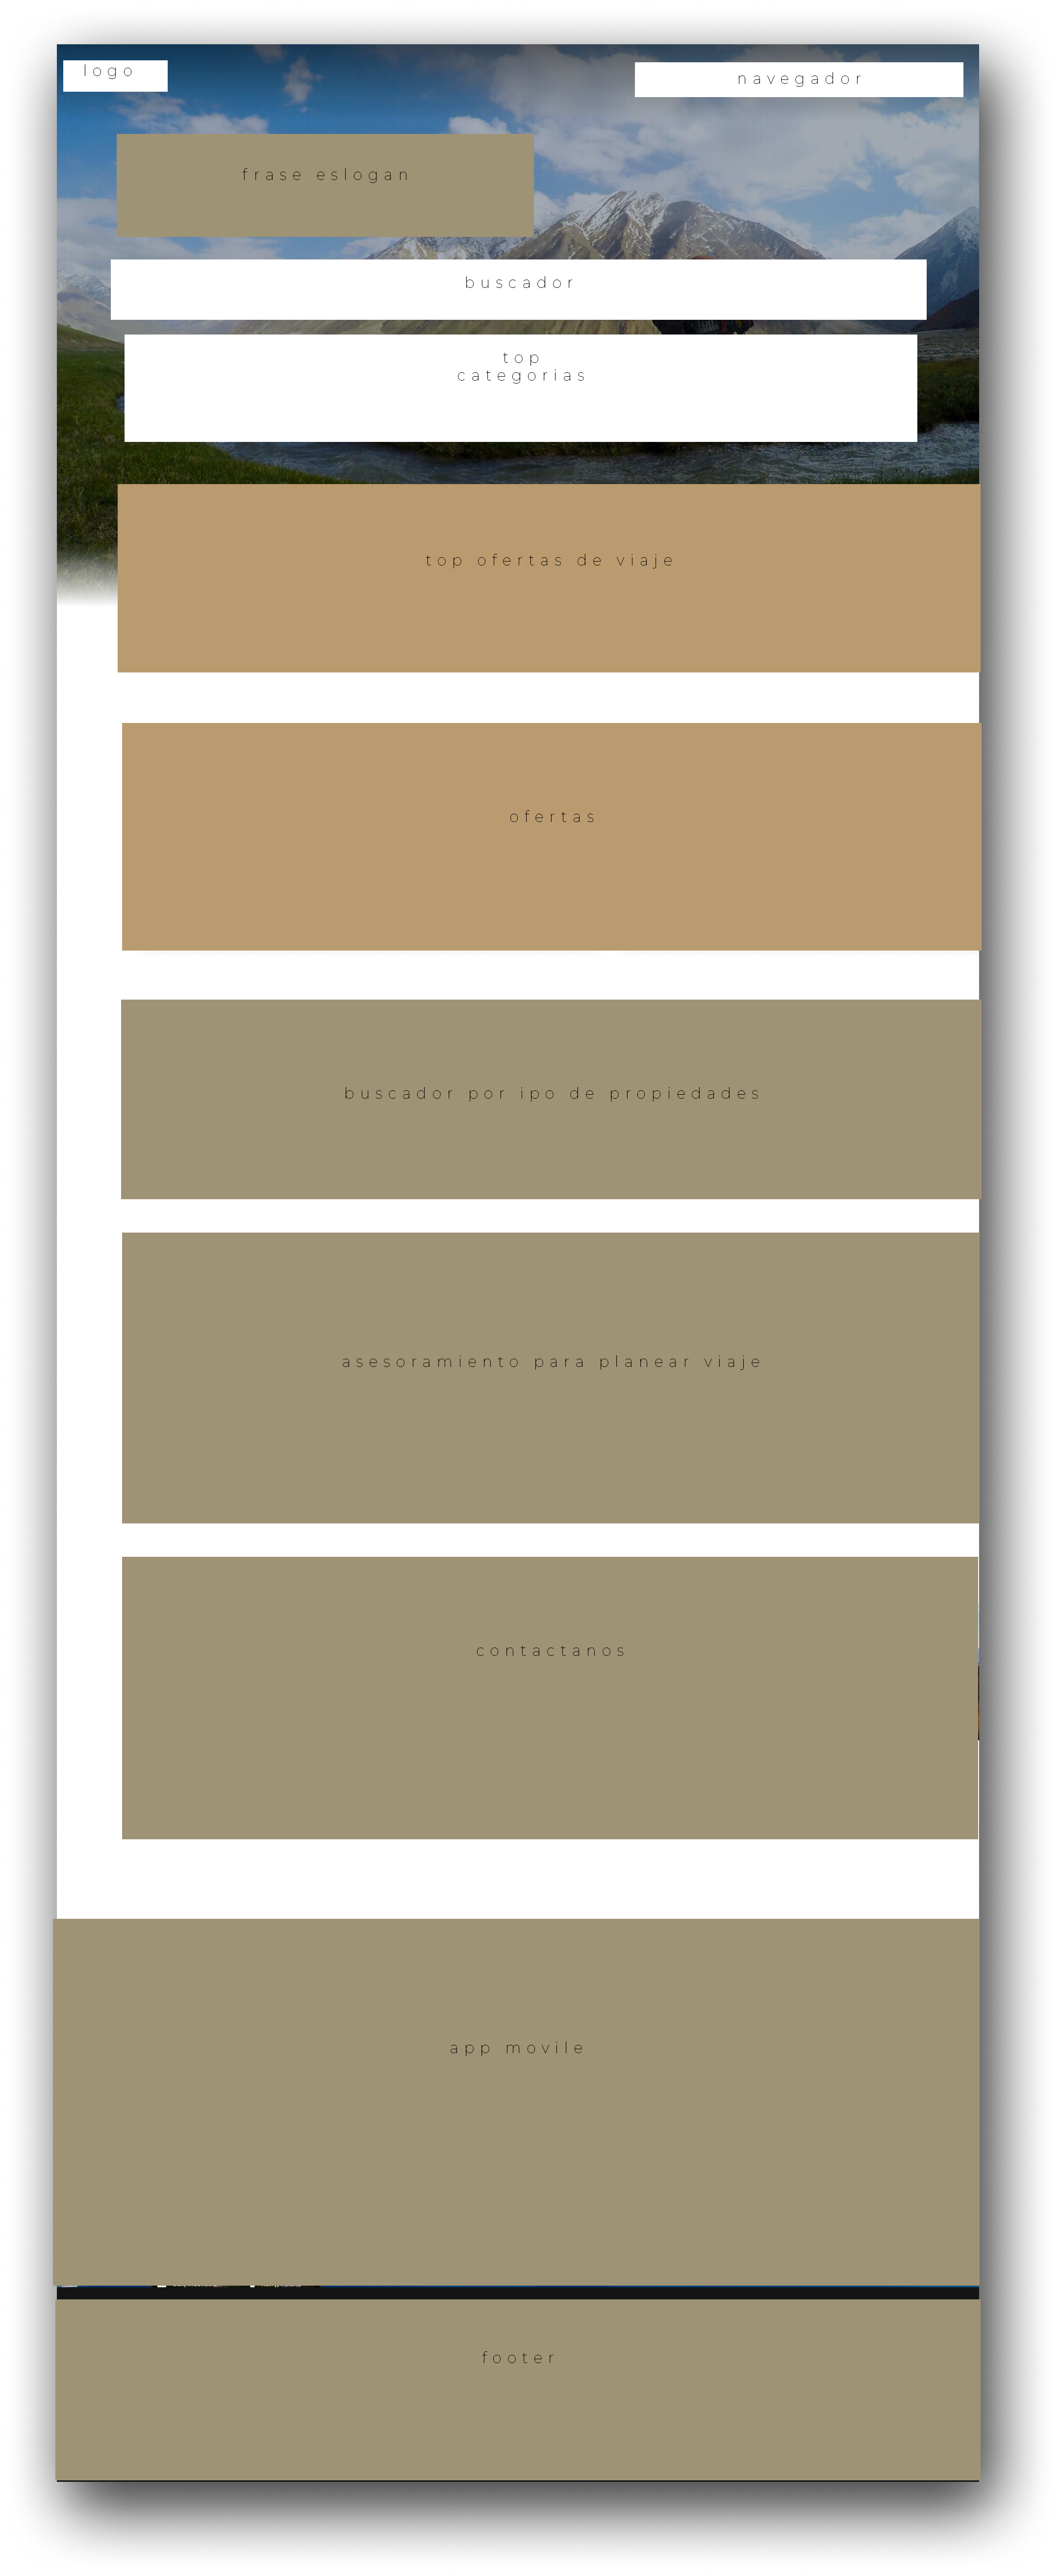 logo
navegador
frase eslogan
buscador
top
categorias
top ofertas de viaje
ofertas
buscador por ipo de propiedades
asesoramiento para planear viaje
contactanos
app movile
footer